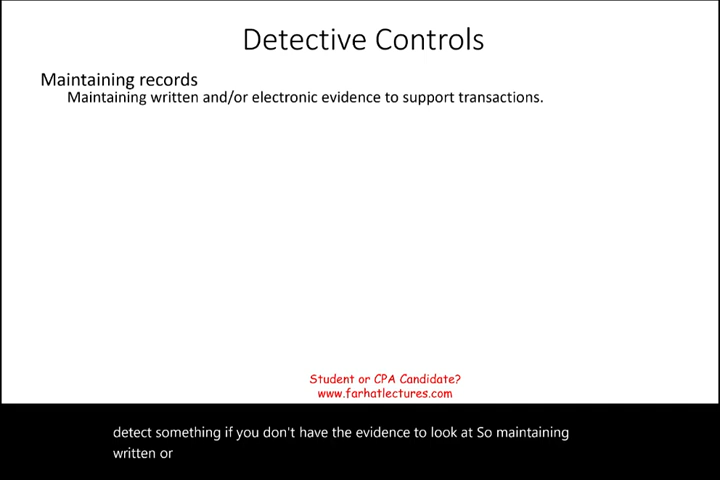 Detective Controls
Maintaining records
Maintaining written and/or electronic evidence to support transactions.
Student or CPA Candidate?
www.farhatlectures.com
detect something if you don't have the evidence to look at So maintaining
written or